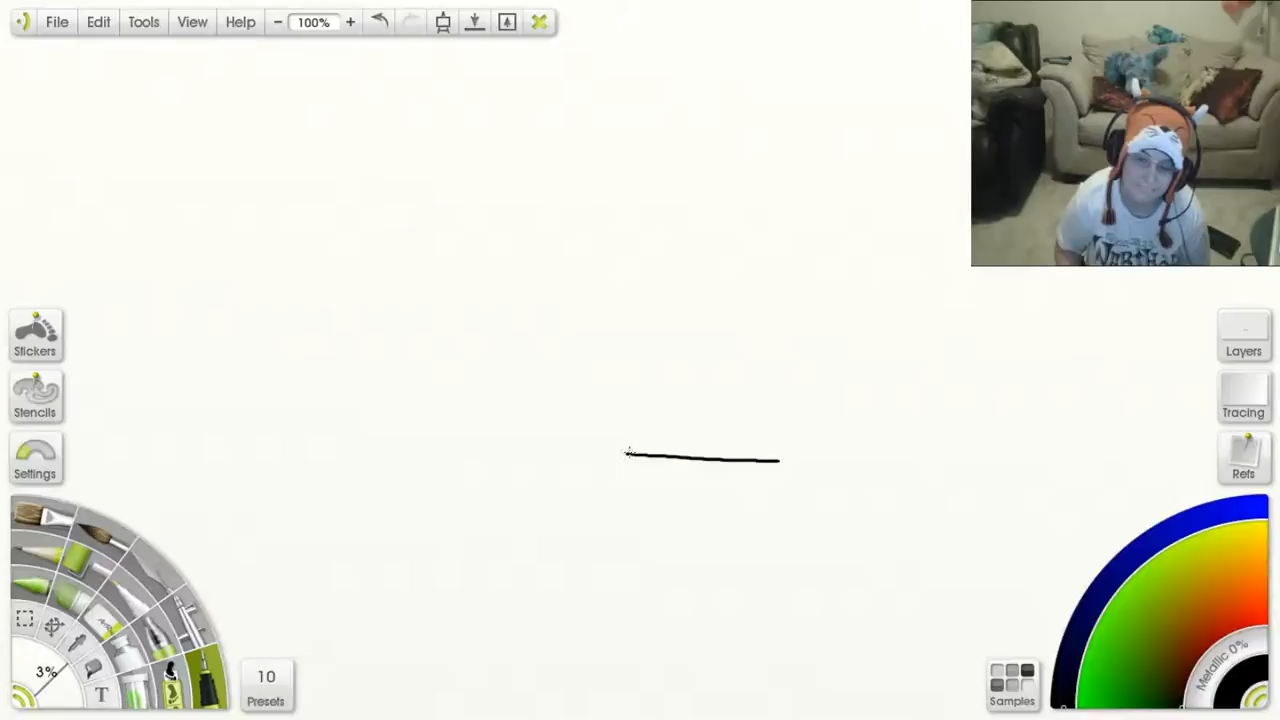 File Edit Tools View Help 100%
Stickers
Stencils
Settings
3%
T
10
Presets
Layers
Tracing
Refs
Metallic 0%
Samples